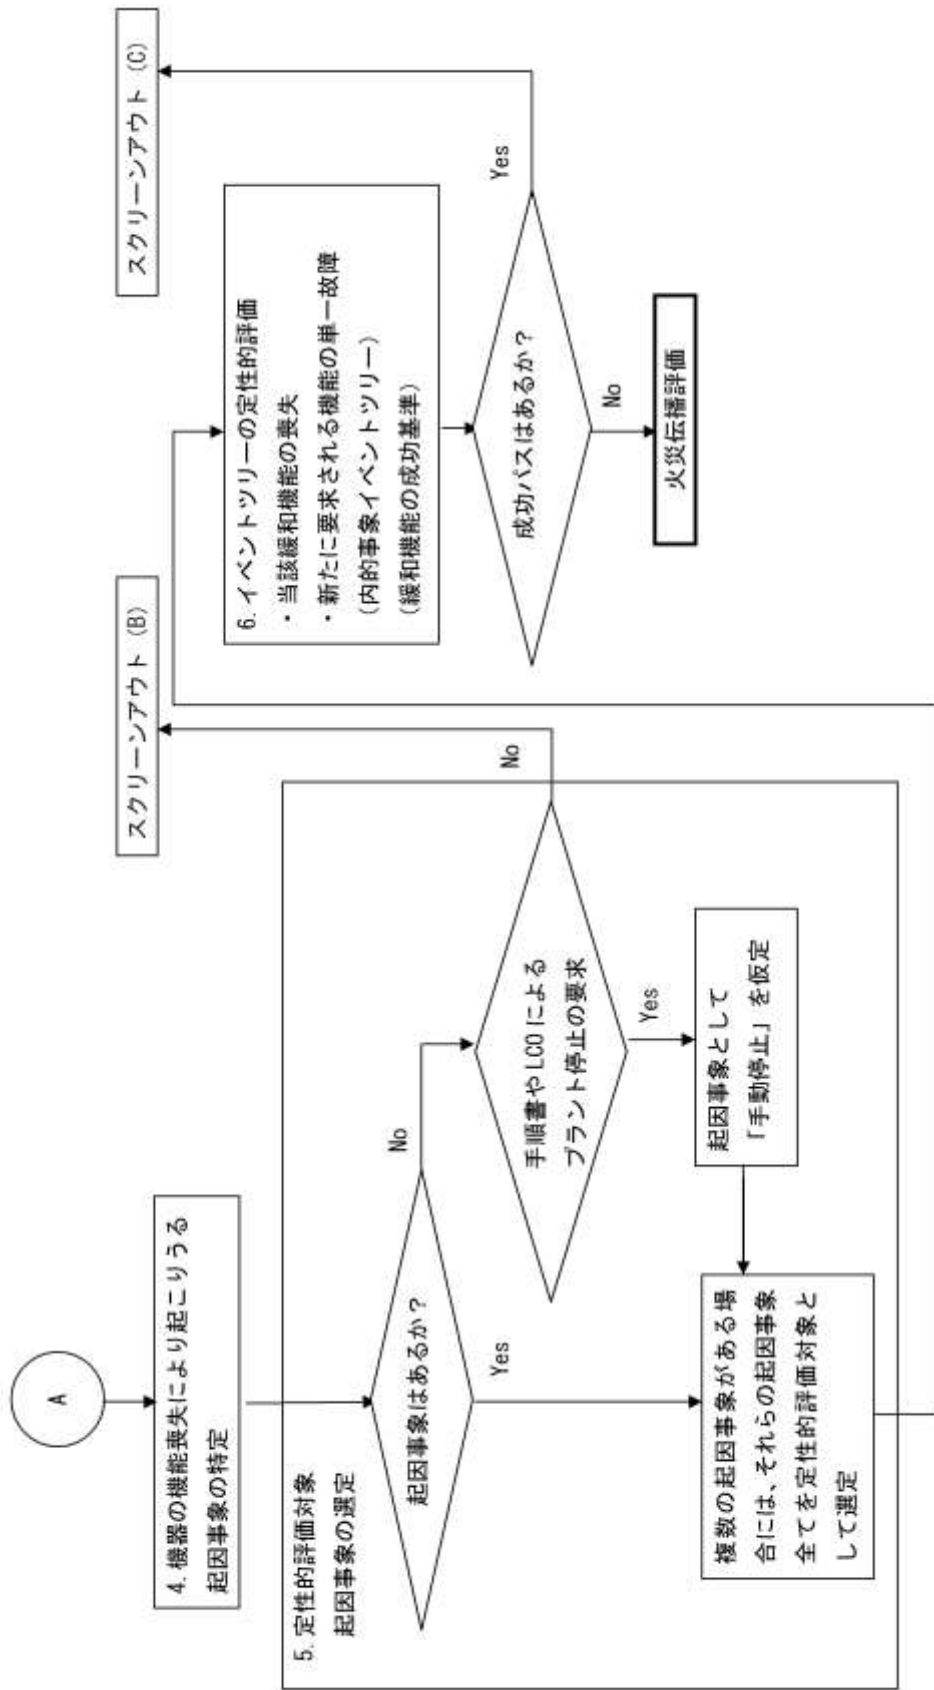 A
4. 機器の機能喪失により起こりうる
起因事象の特定
5. 定性的評価対象
起因事象の選定
起因事象はあるか？
No
Yes
手順書やLCOによる
プラント停止の要求
No
Yes
起因事象として
「手動停止」を仮定
複数の起因事象がある場
合には、それらの起因事象
全てを定性的評価対象と
して選定
スクリーンアウト (B)
6. イベントツリーの定性的評価
・当該緩和機能の喪失
・新たに要求される機能の単一故障
(内的事象イベントツリー)
(緩和機能の成功基準)
成功パスはあるか？
Yes
No
スクリーンアウト (C)
火災伝播評価